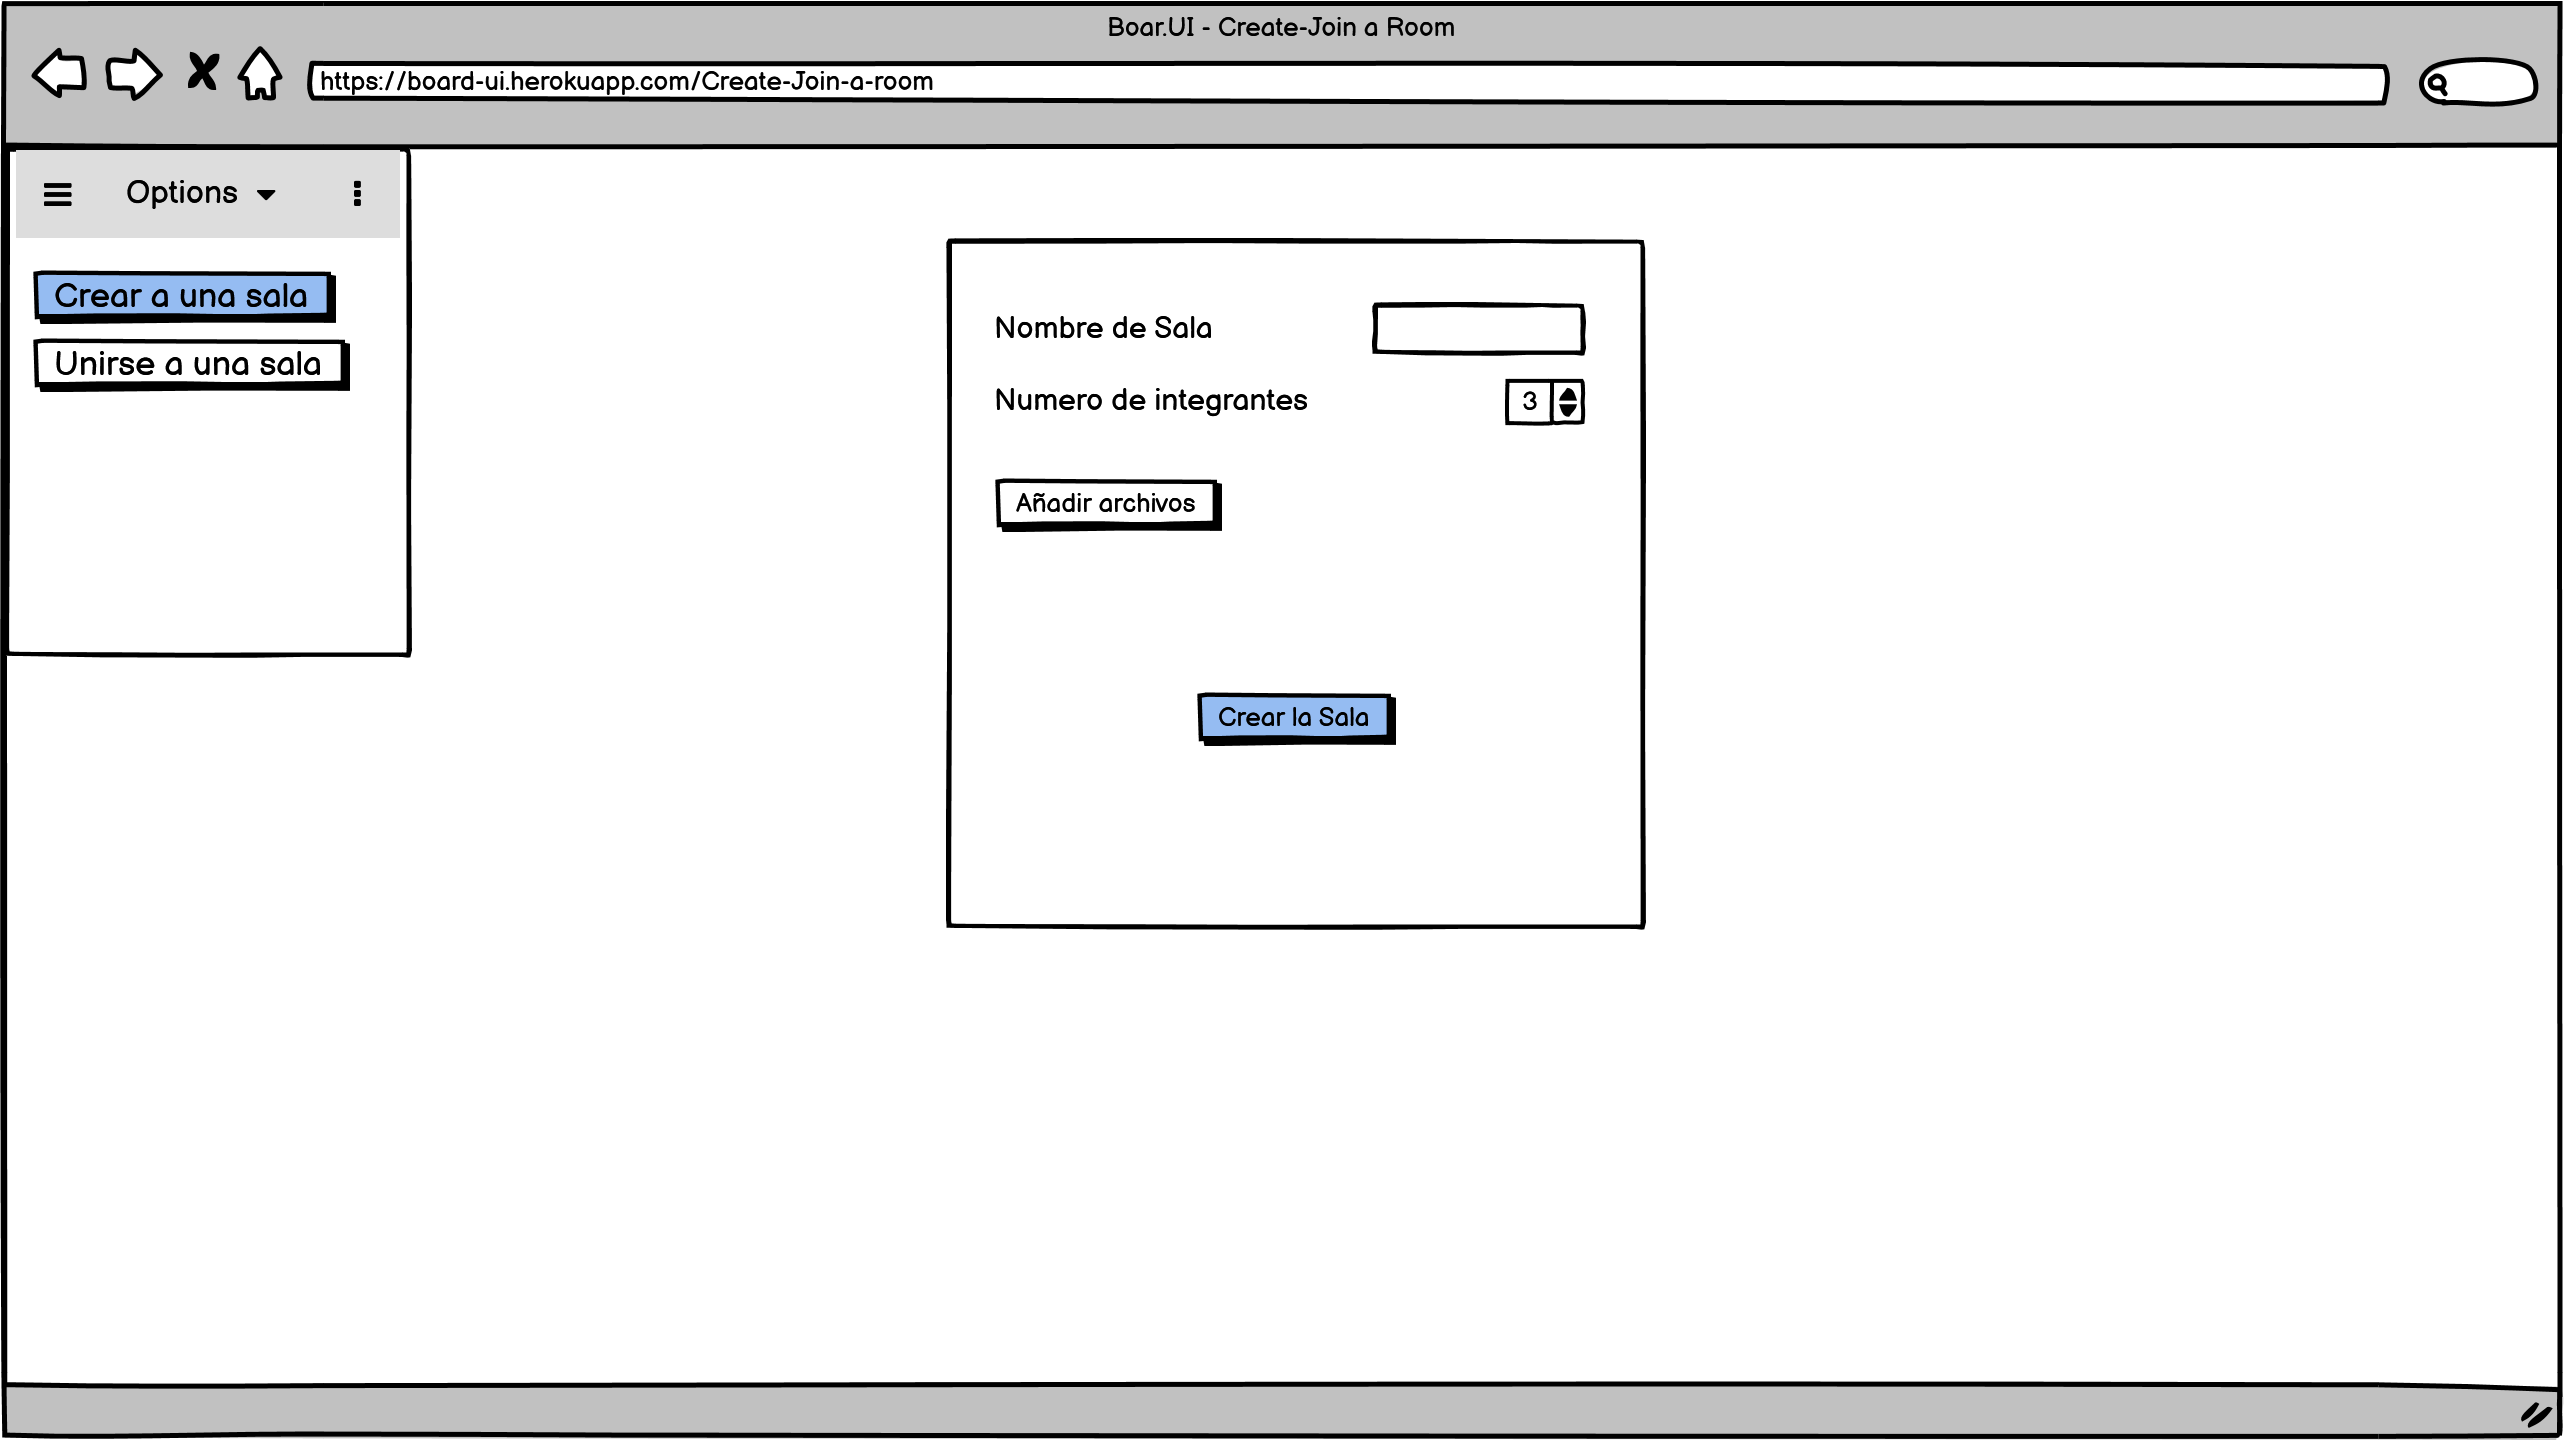 Boar.UI - Create-Join a Room
https://board-ui.herokuapp.com/Create-Join-a-room
Options
Crear a una sala
Unirse a una sala
Nombre de Sala
Numero de integrantes 3
Añadir archivos
Crear la Sala